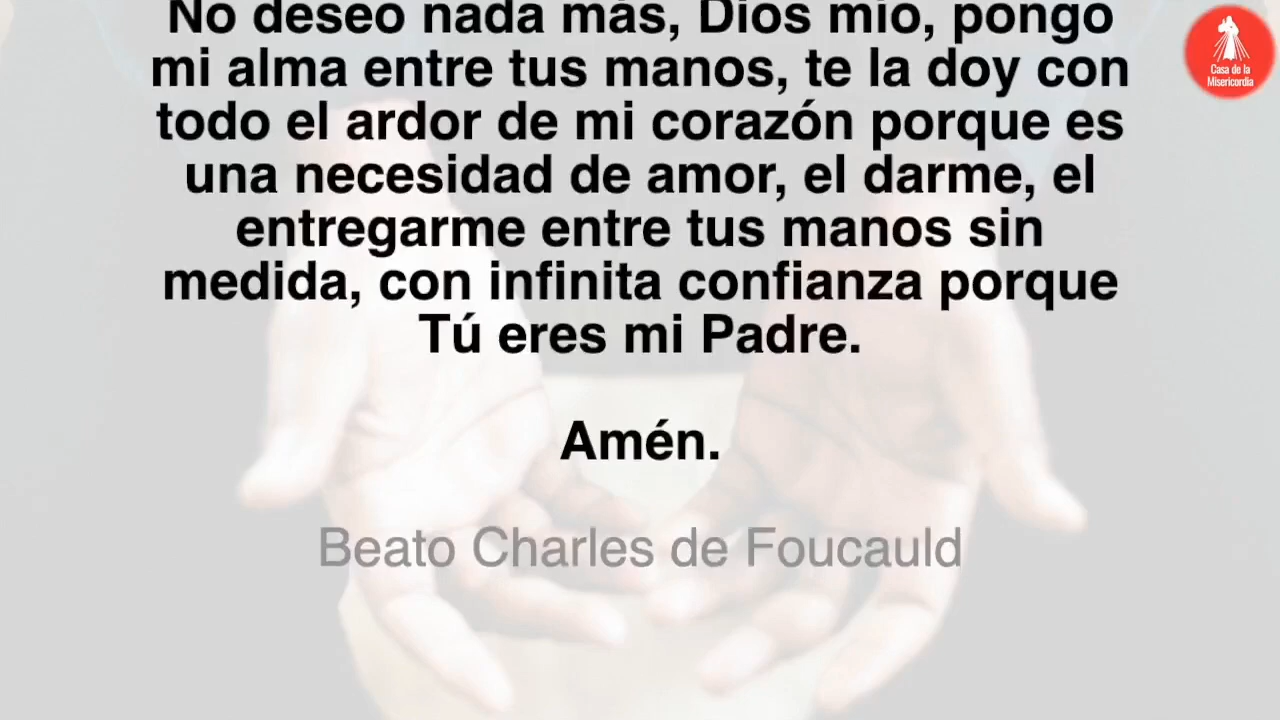 No deseo nada más, Dios mío, pongo
mi alma entre tus manos, te la doy con
todo el ardor de mi corazón porque es
una necesidad de amor, el darme, el
entregarme entre tus manos sin
medida, con infinita confianza porque
Tú eres mi Padre.
Amén.
Beato Charles de Foucauld
Casa de la
Misericordia